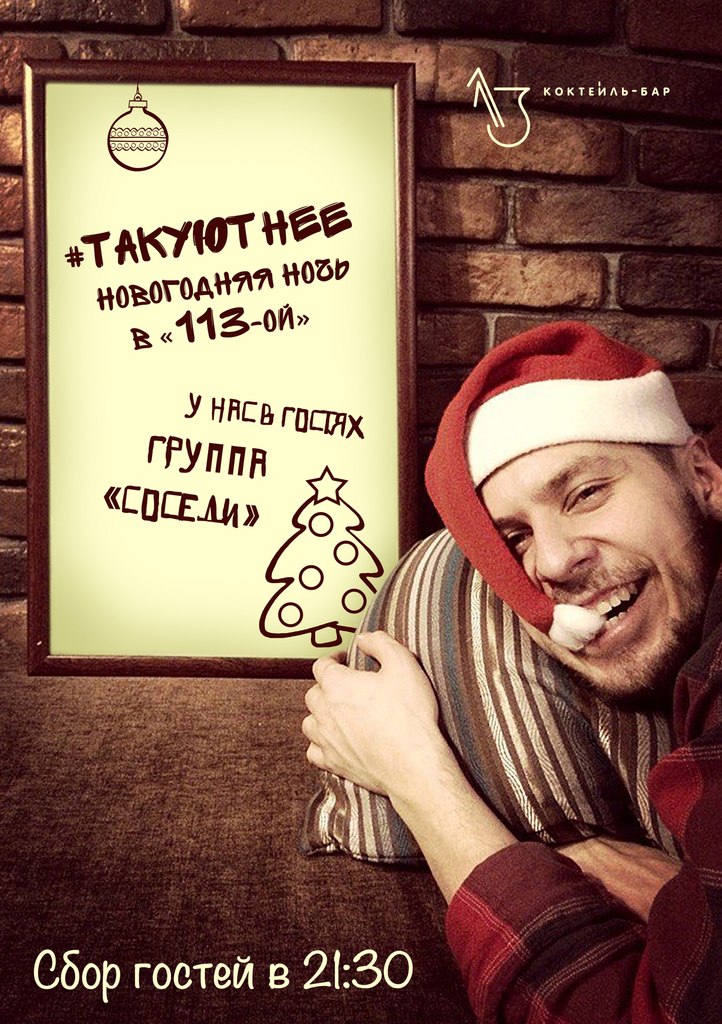 113 КОКТЕЙЛЬ-БАР
#ТАКУЮТНЕЕ
НОВОГОДНЯЯ НОЧЬ
В «113-ОЙ»
У НАС В ГОСТЯХ
ГРУППА
«СОСЕДИ»
Сбор гостей в 21:30